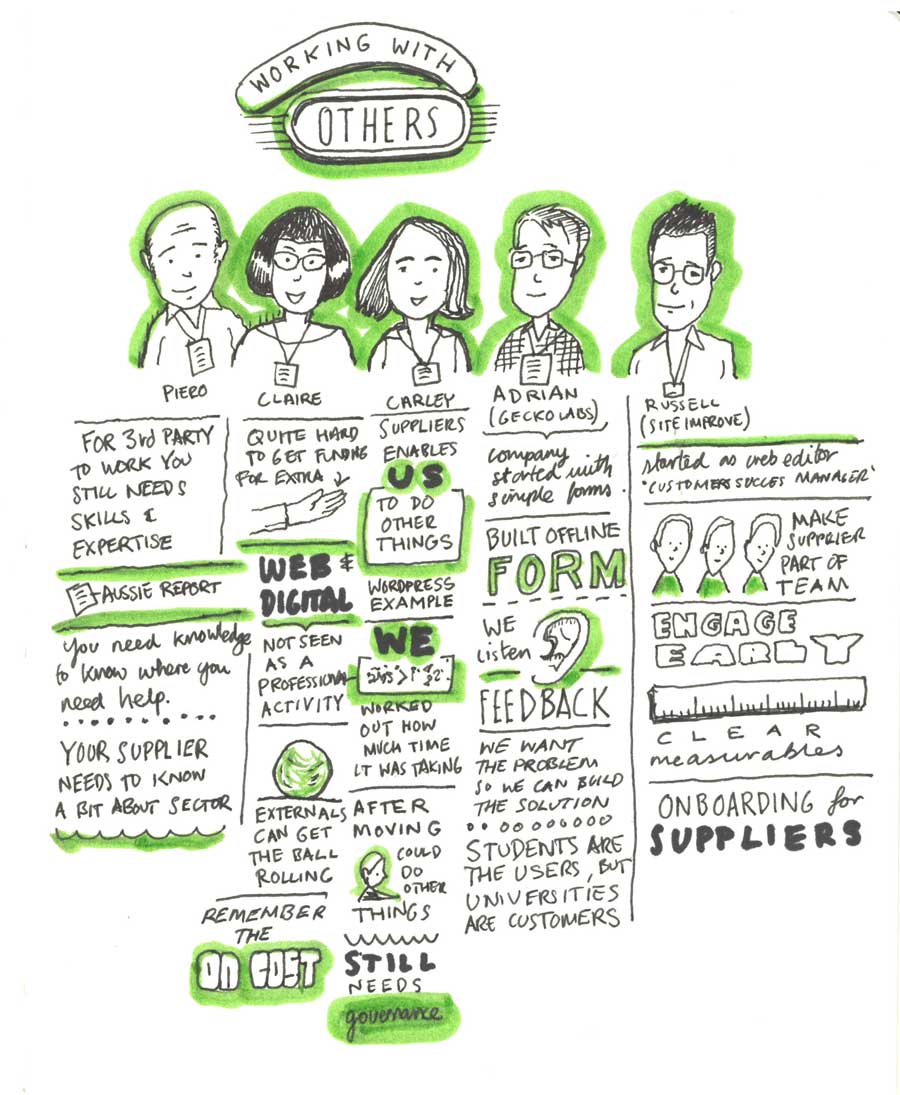 WORKING WITH
OTHERS
PIERO
FOR 3rd PARTY
TO WORK YOU
STILL NEEDS
SKILLS &
EXPERTISE
AUSSIE REPORT
You need knowledge
to know where you
need help.
YOUR SUPPLIER
NEEDS TO KNOW
A BIT ABOUT SECTOR
CLAIRE
QUITE HARD
TO GET FUNDING
FOR EXTRA
WEB &
DIGITAL
NOT SEEN
AS A
PROFESSIONAL
ACTIVITY
EXTERNALS
CAN GET
THE BALL
ROLLING
REMEMBER
THE
ON COST
CARLEY
SUPPLIERS
ENABLES
US
TO DO
OTHER
THINGS
WORDPRESS
EXAMPLE
WE
WORKED
OUT HOW
MUCH TIME
IT WAS TAKING
AFTER
MOVING
COULD
DO
OTHER
THINGS
STILL
NEEDS
governance
ADRIAN
(GECKO LABS)
company
started with
simple forms.
BUILT OFFLINE
FORM
WE
Listen
FEEDBACK
WE WANT
THE PROBLEM
SO WE CAN BUILD
THE SOLUTION
STUDENTS ARE
THE USERS, BUT
UNIVERSITIES
ARE CUSTOMERS
RUSSELL
(SITE IMPROVE)
started as web editor
'CUSTOMER SUCCES MANAGER'
MAKE
SUPPLIER
PART OF
TEAM
ENGAGE
EARLY
CLEAR
measurables
ONBOARDING for
SUPPLIERS